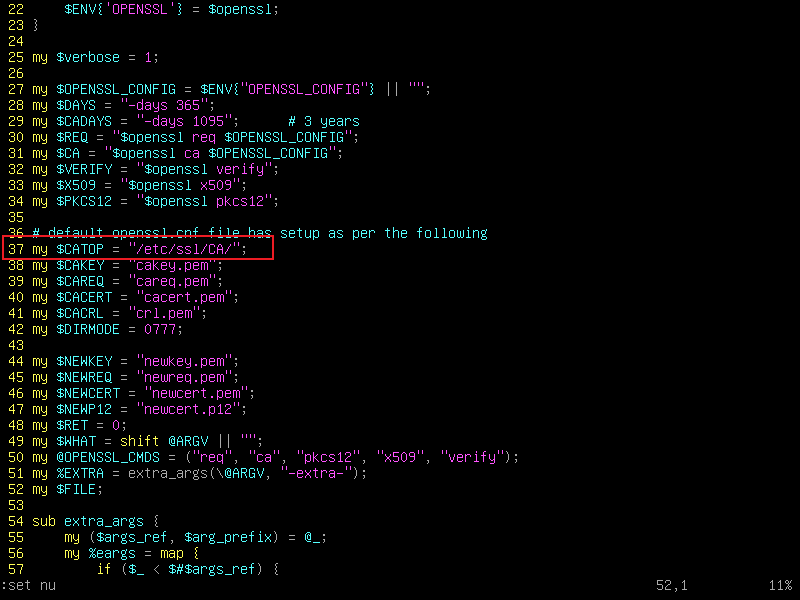 22     $ENV{'OPENSSL'} = $openssl;
23 }
24
25 my $verbose = 1;
26
27 my $OPENSSL_CONFIG = $ENV{"OPENSSL_CONFIG"} || "";
28 my $DAYS = "-days 365";
29 my $CADAYS = "-days 1095";      # 3 years
30 my $REQ = "$openssl req $OPENSSL_CONFIG";
31 my $CA = "$openssl ca $OPENSSL_CONFIG";
32 my $VERIFY = "$openssl verify";
33 my $X509 = "$openssl x509";
34 my $PKCS12 = "$openssl pkcs12";
35
36 # default openssl.cnf file has setup as per the following
37 my $CATOP = "/etc/ssl/CA/";
38 my $CAKEY = "cakey.pem";
39 my $CAREQ = "careq.pem";
40 my $CACERT = "cacert.pem";
41 my $CACRL = "crl.pem";
42 my $DIRMODE = 0777;
43
44 my $NEWKEY = "newkey.pem";
45 my $NEWREQ = "newreq.pem";
46 my $NEWCERT = "newcert.pem";
47 my $NEWP12 = "newcert.p12";
48 my $RET = 0;
49 my $WHAT = shift @ARGV || "";
50 my @OPENSSL_CMDS = ("req", "ca", "pkcs12", "x509", "verify");
51 my %EXTRA = extra_args(\@ARGV, "-extra-");
52 my $FILE;
53
54 sub extra_args {
55     my ($args_ref, $arg_prefix) = @_;
56     my %eargs = map {
57         if ($_ < $#$args_ref) {
:set nu                                                                           52,1          11%